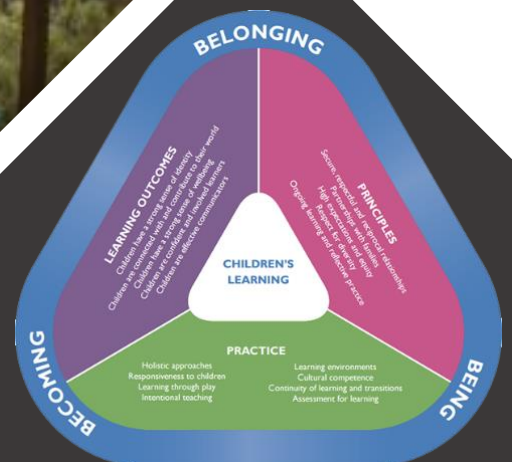 BELONGING
LEARNING OUTCOMES
Children have a strong sense of identity
Children are connected with and contribute to their world
Children have a strong sense of wellbeing
Children are confident and involved learners
Children are effective communicators
PRINCIPLES
Secure, respectful and reciprocal relationships
Partnerships with families
High expectations and equity
Respect for diversity
Ongoing learning and reflective practice
CHILDREN'S
LEARNING
PRACTICE
Holistic approaches
Responsiveness to children
Learning through play
Intentional teaching
Learning environments
Cultural competence
Continuity of learning and transitions
Assessment for learning
BECOMING
BEING